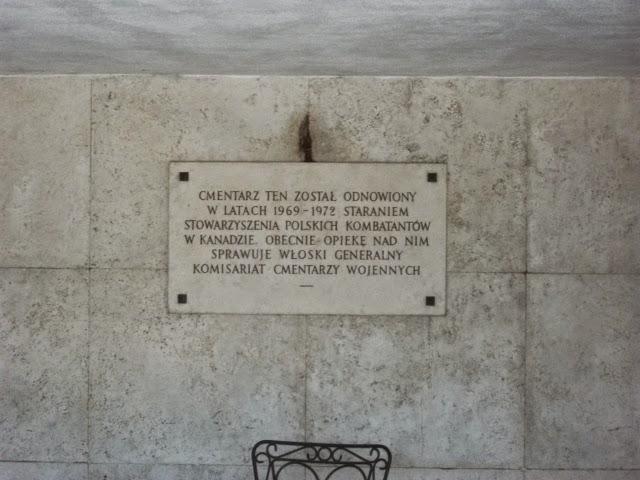 CMENTARZ TEN ZOSTAŁ ODNOWIONY
W LATACH 1969-1972 STARANIEM
STOWARZYSZENIA POLSKICH KOMBATANTÓW
W KANADZIE. OBECNIE OPIEKĘ NAD NIM
SPRAWUJE WŁOSKI GENERALNY
KOMISARIAT CMENTARZY WOJENNYCH